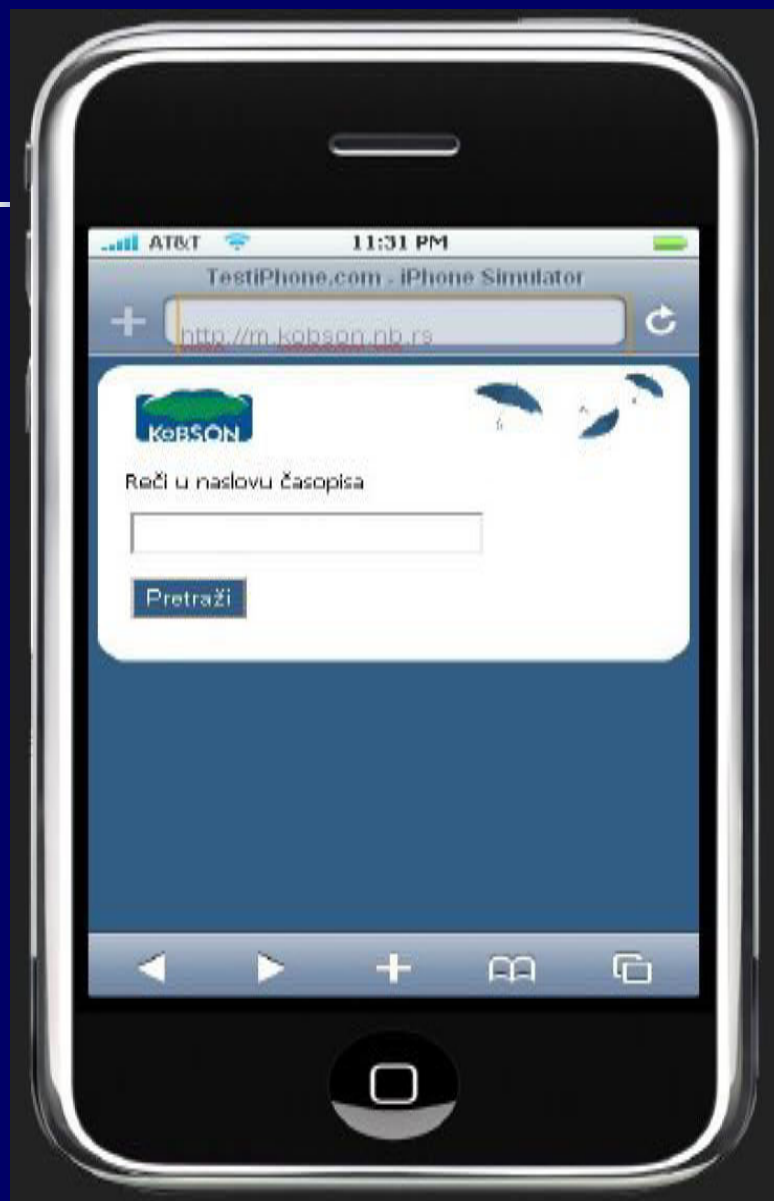 AT&T 11:31 PM
TestiPhone.com - iPhone Simulator
http://m.kobson.nb.rs
KoBSON
Reči u naslovu časopisa
Pretraži